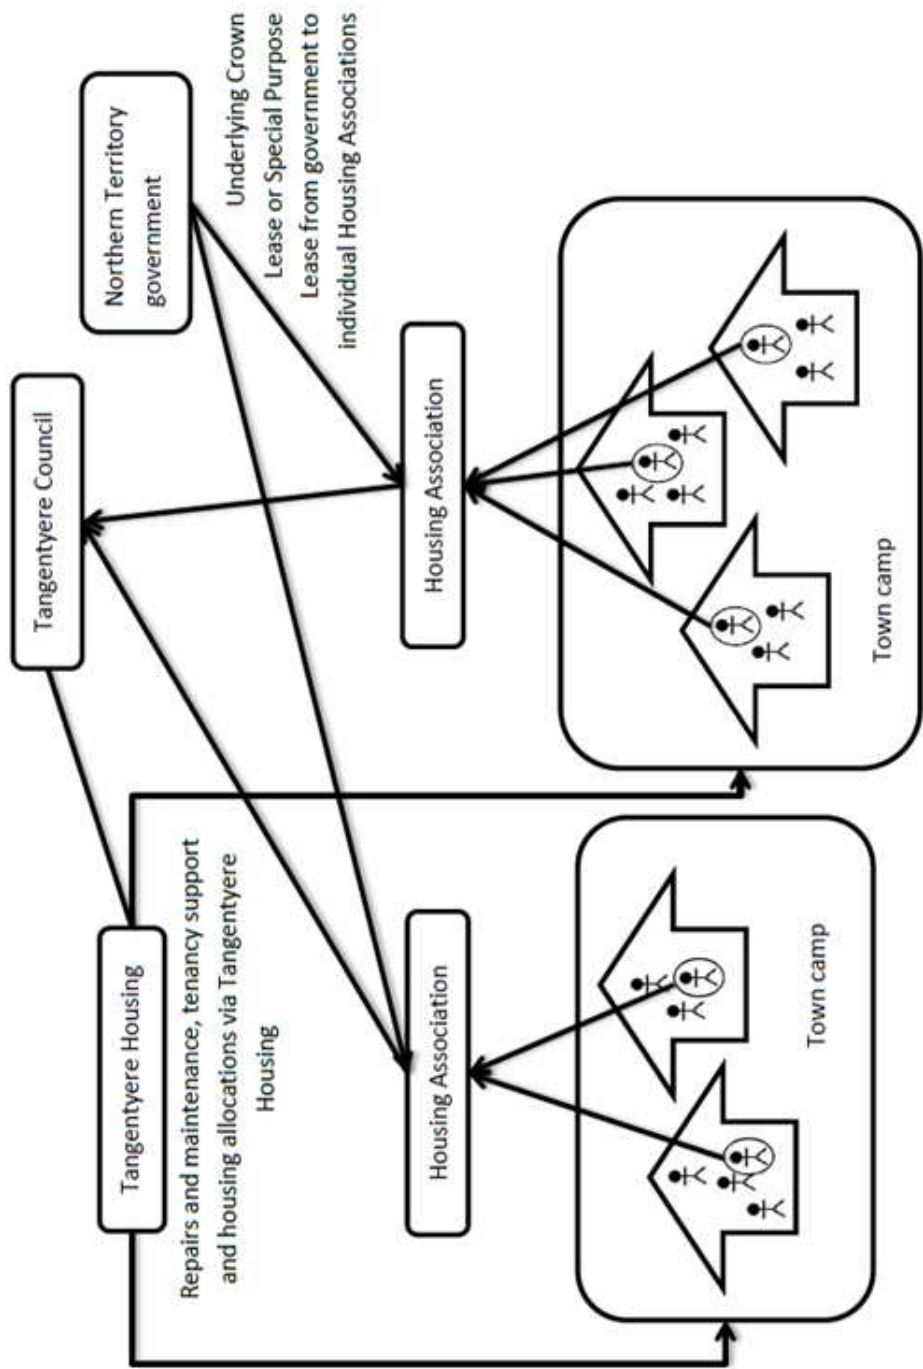 Tangentyere Council
Northern Territory
government
Tangentyere Housing
Repairs and maintenance, tenancy support
and housing allocations via Tangentyere
Housing
Underlying Crown
Lease or Special Purpose
Lease from government to
individual Housing Associations
Housing Association
Housing Association
Town camp
Town camp